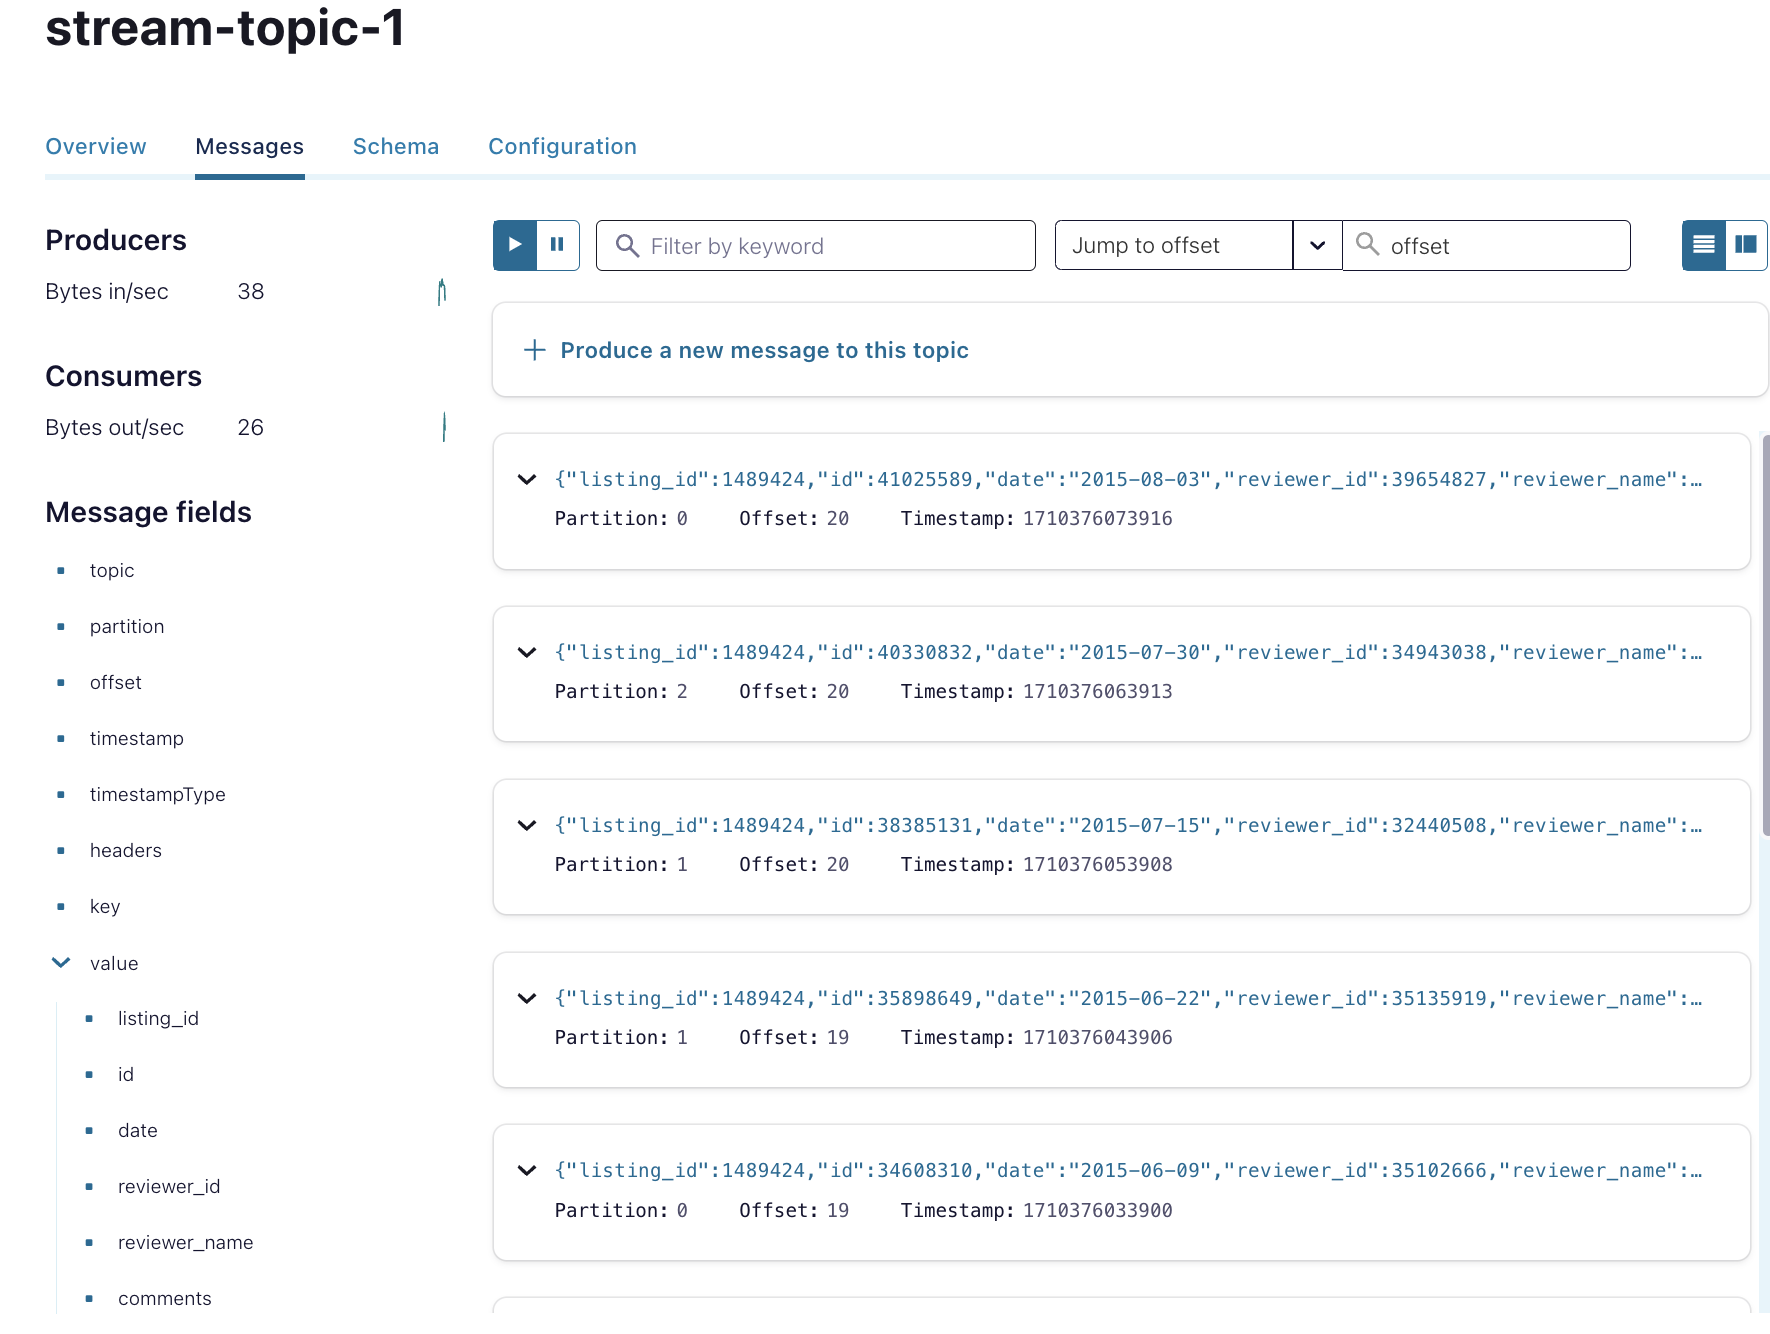 stream-topic-1
Overview Messages Schema Configuration
Producers
Bytes in/sec 38
Consumers
Bytes out/sec 26
Message fields
topic
partition
offset
timestamp
timestampType
headers
key
value
listing_id
id
date
reviewer_id
reviewer_name
comments
Filter by keyword Jump to offset offset
Produce a new message to this topic
{"listing_id":1489424,"id":41025589,"date":"2015-08-03","reviewer_id":39654827,"reviewer_name":…
Partition: 0 Offset: 20 Timestamp: 1710376073916
{"listing_id":1489424,"id":40330832,"date":"2015-07-30","reviewer_id":34943038,"reviewer_name":…
Partition: 2 Offset: 20 Timestamp: 1710376063913
{"listing_id":1489424,"id":38385131,"date":"2015-07-15","reviewer_id":32440508,"reviewer_name":…
Partition: 1 Offset: 20 Timestamp: 1710376053908
{"listing_id":1489424,"id":35898649,"date":"2015-06-22","reviewer_id":35135919,"reviewer_name":…
Partition: 1 Offset: 19 Timestamp: 1710376043906
{"listing_id":1489424,"id":34608310,"date":"2015-06-09","reviewer_id":35102666,"reviewer_name":…
Partition: 0 Offset: 19 Timestamp: 1710376033900